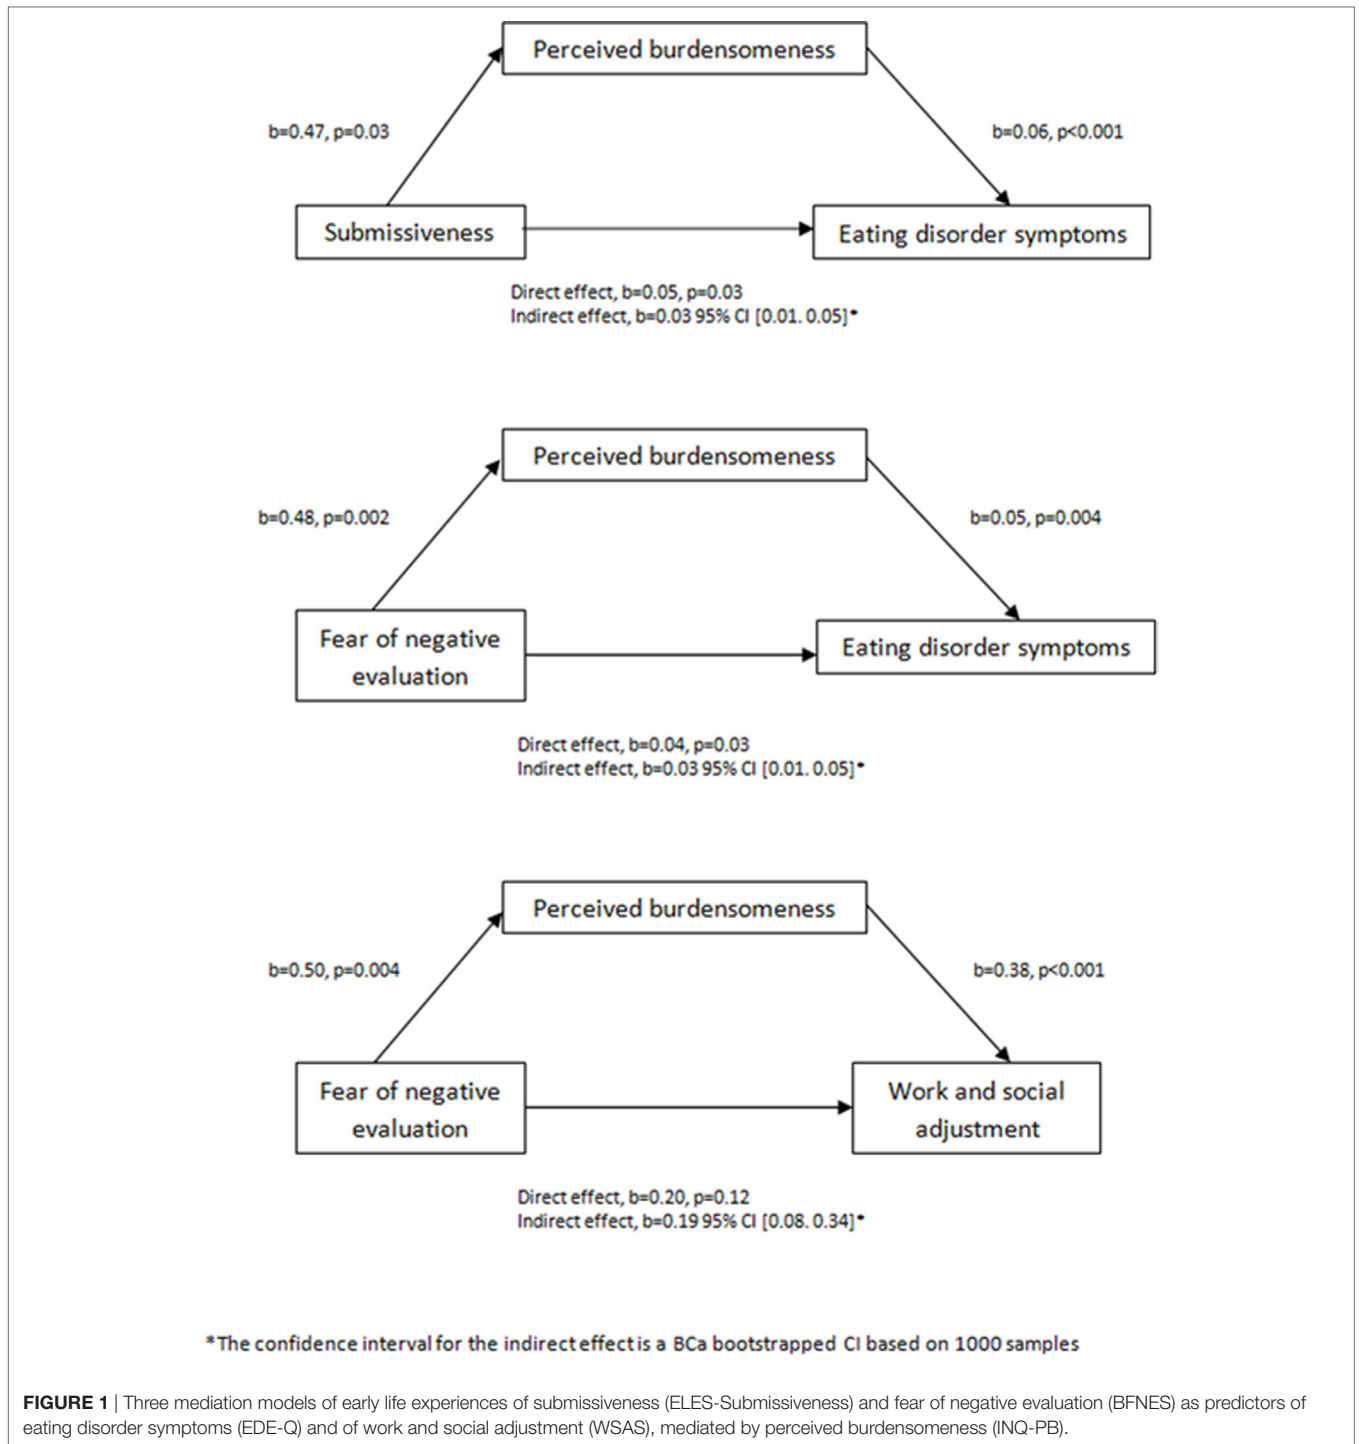 Perceived burdensomeness
b=0.47, p=0.03
b=0.06, p<0.001
Submissiveness
Eating disorder symptoms
Direct effect, b=0.05, p=0.03
Indirect effect, b=0.03 95% CI [0.01. 0.05]*
Perceived burdensomeness
b=0.48, p=0.002
b=0.05, p=0.004
Fear of negative
evaluation
Eating disorder symptoms
Direct effect, b=0.04, p=0.03
Indirect effect, b=0.03 95% CI [0.01. 0.05]*
Perceived burdensomeness
b=0.50, p=0.004
b=0.38, p<0.001
Fear of negative
evaluation
Work and social
adjustment
Direct effect, b=0.20, p=0.12
Indirect effect, b=0.19 95% CI [0.08. 0.34]*
*The confidence interval for the indirect effect is a BCa bootstrapped CI based on 1000 samples
FIGURE 1 | Three mediation models of early life experiences of submissiveness (ELES-Submissiveness) and fear of negative evaluation (BFNES) as predictors of
eating disorder symptoms (EDE-Q) and of work and social adjustment (WSAS), mediated by perceived burdensomeness (INQ-PB).